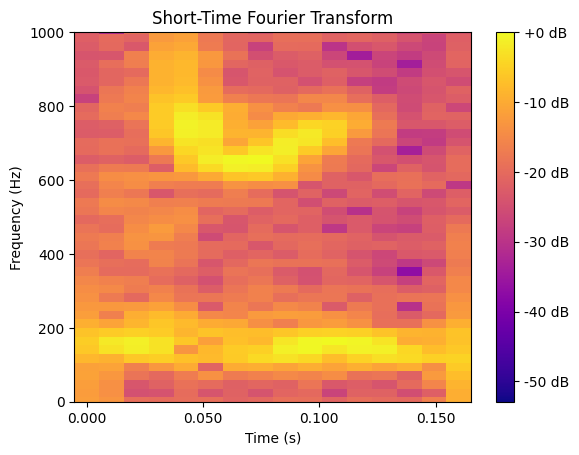 Short-Time Fourier Transform
1000
800
600
400
200
0
Frequency (Hz)
0.000
0.050
0.100
0.150
Time (s)
+0 dB
-10 dB
-20 dB
-30 dB
-40 dB
-50 dB